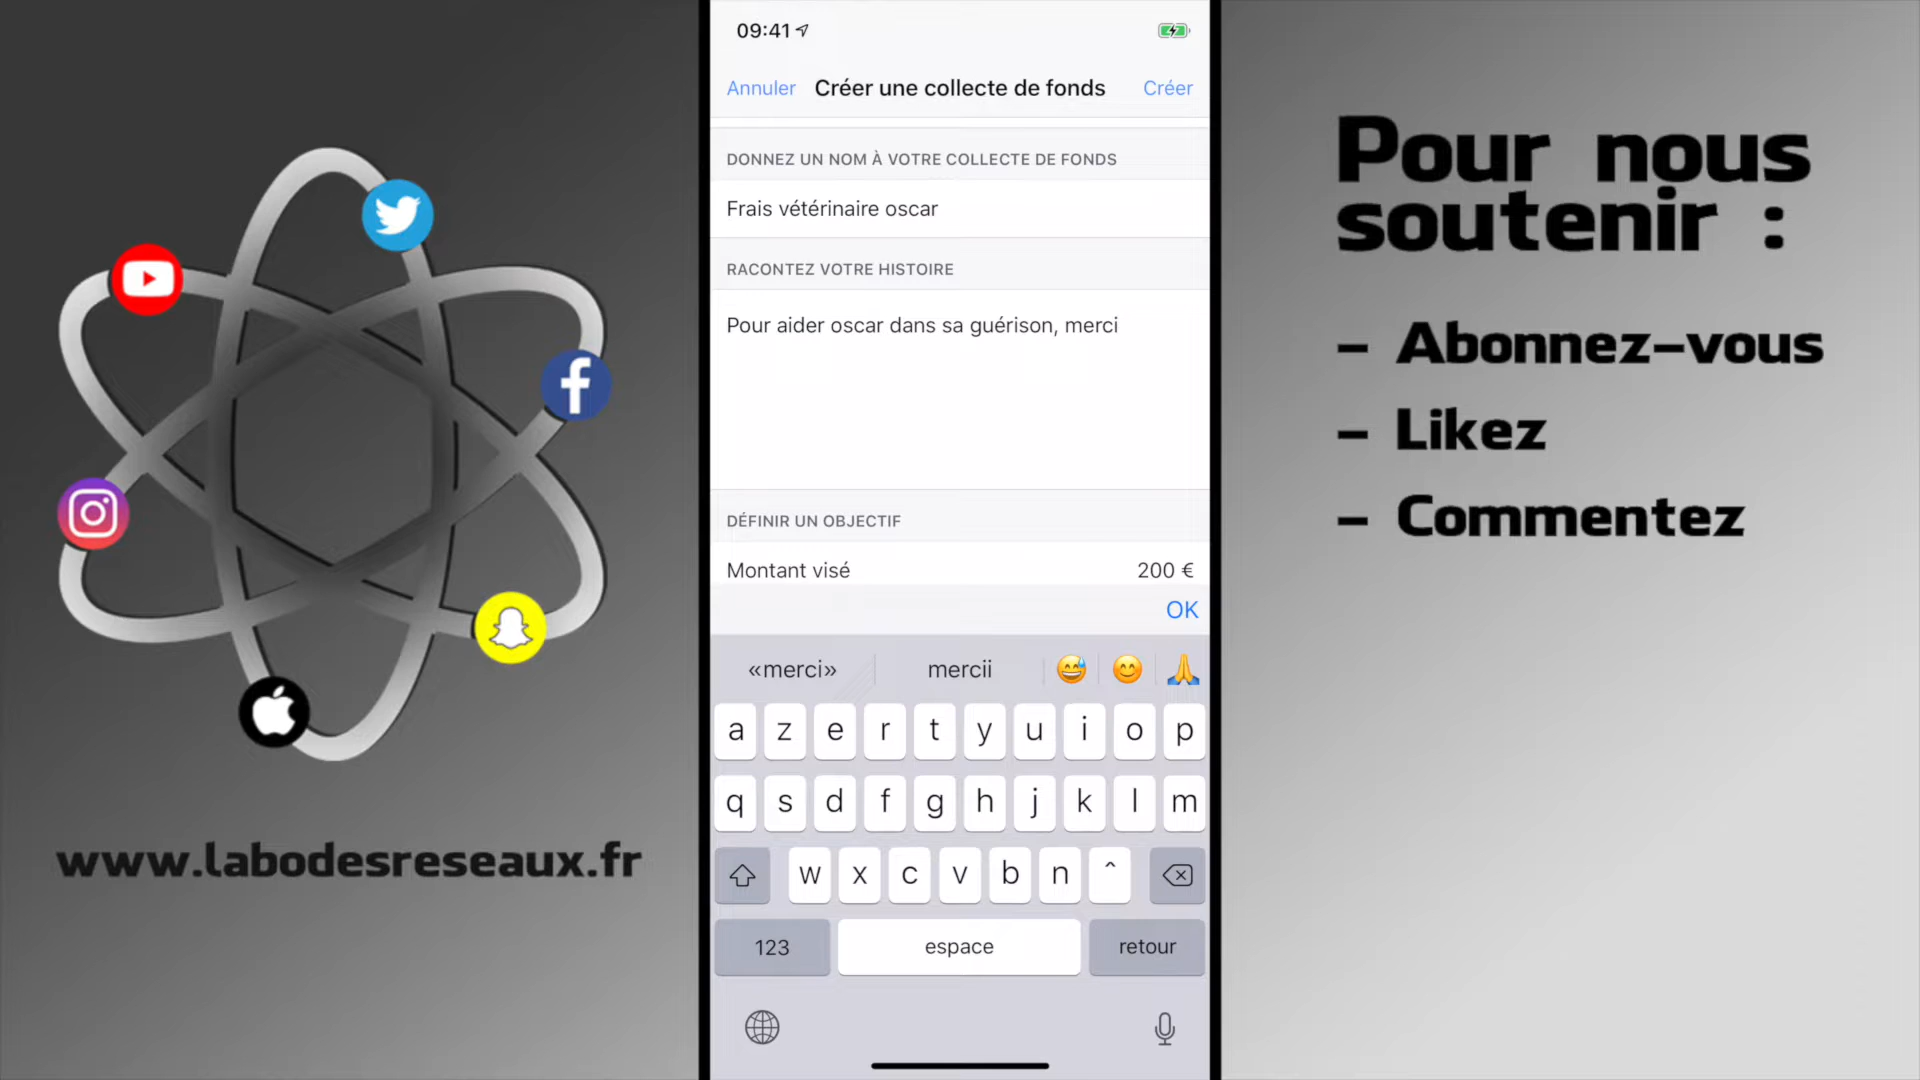 www.labodesreseaux.fr
09:41
Annuler Créer une collecte de fonds Créer
DONNEZ UN NOM À VOTRE COLLECTE DE FONDS
Frais vétérinaire oscar
RACONTEZ VOTRE HISTOIRE
Pour aider oscar dans sa guérison, merci
DÉFINIR UN OBJECTIF
Montant visé 200 €
OK
«merci» mercii
a z e r t y u i o p
q s d f g h j k l m
w x c v b n ^
123 espace retour
Pour nous
soutenir :
- Abonnez-vous
- Likez
- Commentez